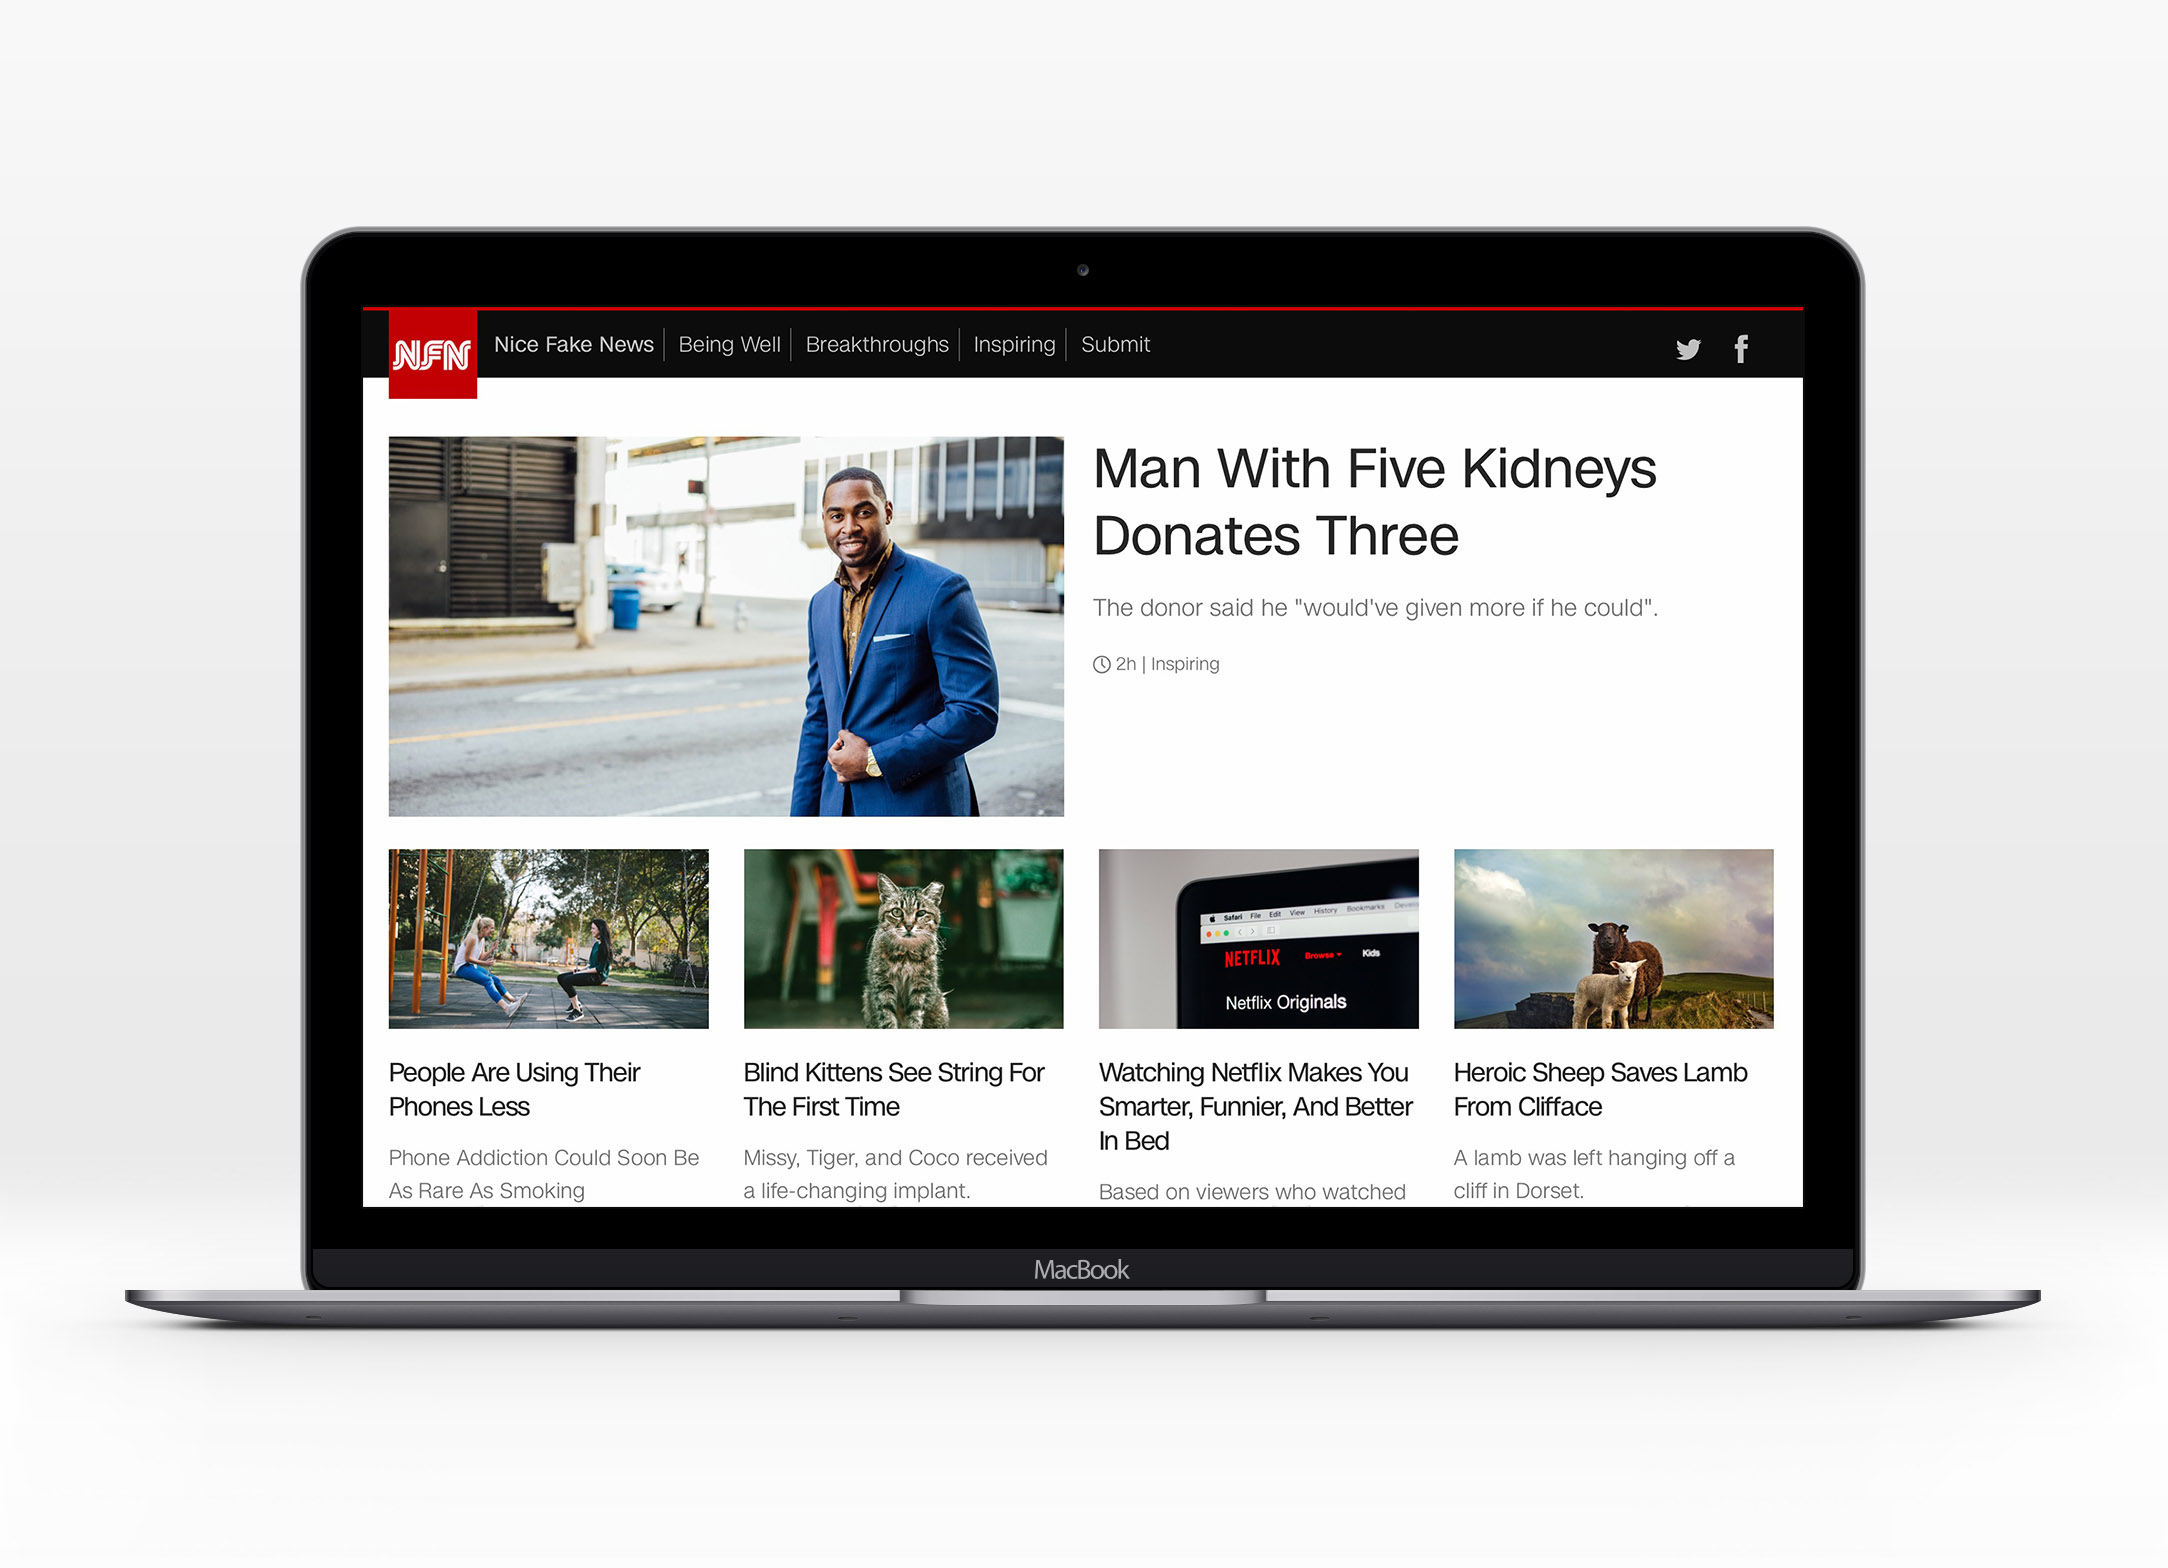 NFN
Nice Fake News
Being Well
Breakthroughs
Inspiring
Submit
Man With Five Kidneys
Donates Three
The donor said he "would've given more if he could".
2h | Inspiring
Safari File Edit View History Bookmarks
NETFLIX
Browse
Kids
Netflix Originals
People Are Using Their
Phones Less
Phone Addiction Could Soon Be
As Rare As Smoking
Blind Kittens See String For
The First Time
Missy, Tiger, and Coco received
a life-changing implant.
Watching Netflix Makes You
Smarter, Funnier, And Better
In Bed
Based on viewers who watched
Heroic Sheep Saves Lamb
From Clifface
A lamb was left hanging off a
cliff in Dorset.
MacBook